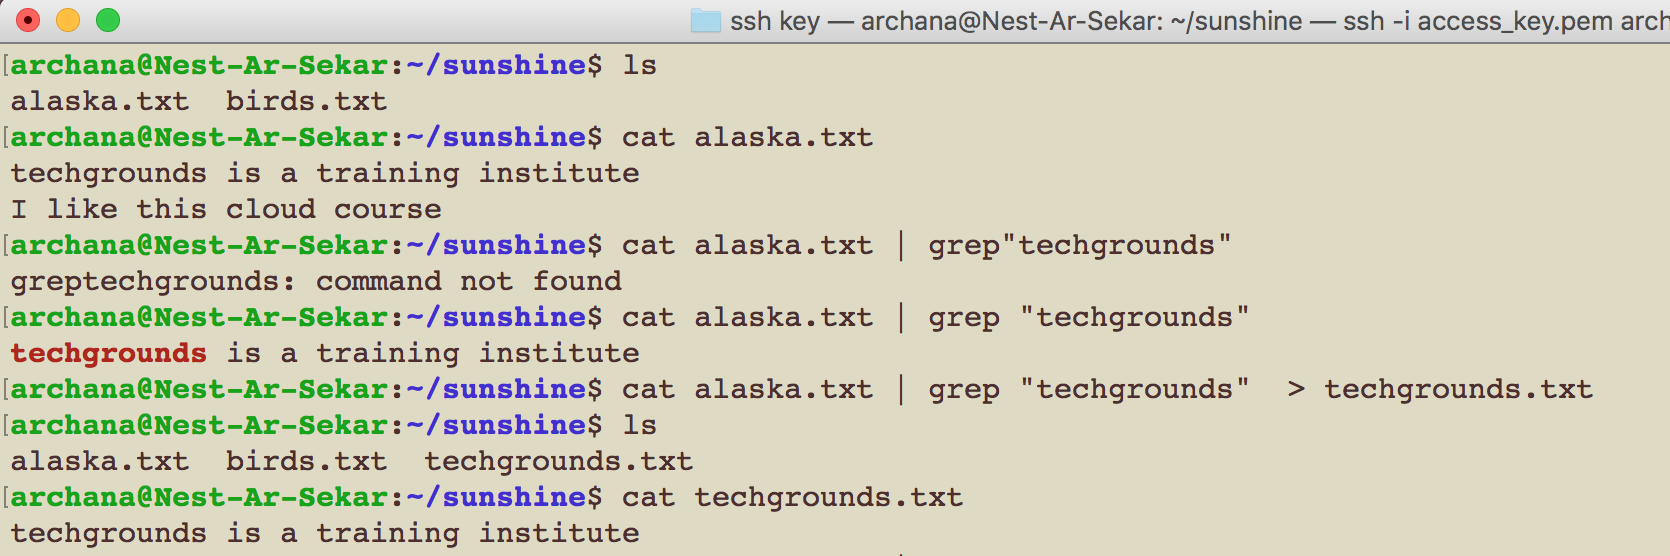 ssh key — archana@Nest-Ar-Sekar: ~/sunshine — ssh -i access_key.pem arch
[archana@Nest-Ar-Sekar:~/sunshine$ ls
alaska.txt  birds.txt
[archana@Nest-Ar-Sekar:~/sunshine$ cat alaska.txt
techgrounds is a training institute
I like this cloud course
[archana@Nest-Ar-Sekar:~/sunshine$ cat alaska.txt | grep"techgrounds"
greptechgrounds: command not found
[archana@Nest-Ar-Sekar:~/sunshine$ cat alaska.txt | grep "techgrounds"
techgrounds is a training institute
[archana@Nest-Ar-Sekar:~/sunshine$ cat alaska.txt | grep "techgrounds"  > techgrounds.txt
[archana@Nest-Ar-Sekar:~/sunshine$ ls
alaska.txt  birds.txt  techgrounds.txt
[archana@Nest-Ar-Sekar:~/sunshine$ cat techgrounds.txt
techgrounds is a training institute